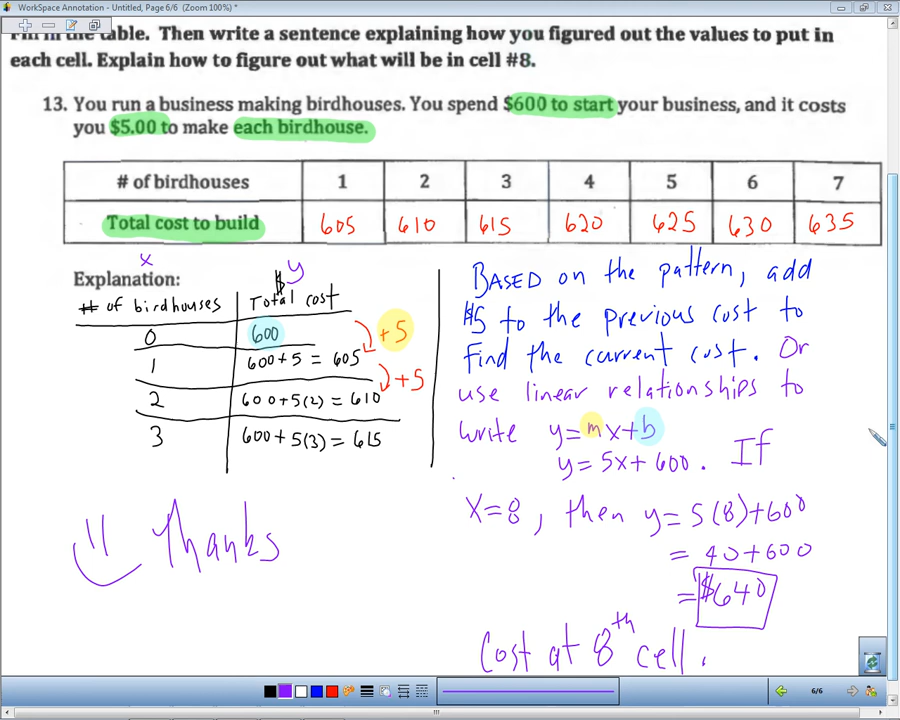 WorkSpace Annotation - Untitled, Page 6/6 (Zoom 100%) *
Fill in the table. Then write a sentence explaining how you figured out the values to put in
each cell. Explain how to figure out what will be in cell #8.
13. You run a business making birdhouses. You spend $600 to start your business, and it costs
you $5.00 to make each birdhouse.
# of birdhouses 1 2 3 4 5 6 7
Total cost to build 605 610 615 620 625 630 635
Explanation:
x $ y
# of birdhouses Total cost
0 600
+5
1 600+5 = 605
+5
2 600+5(2) = 610
3 600+5(3) = 615
BASED on the pattern, add
$5 to the previous cost to
find the current cost. Or
use linear relationships to
write y=mx+b
y=5x+600. If
x=8, then y=5(8)+600
= 40+600
= $640
Cost at 8th cell.
Thanks
6/6